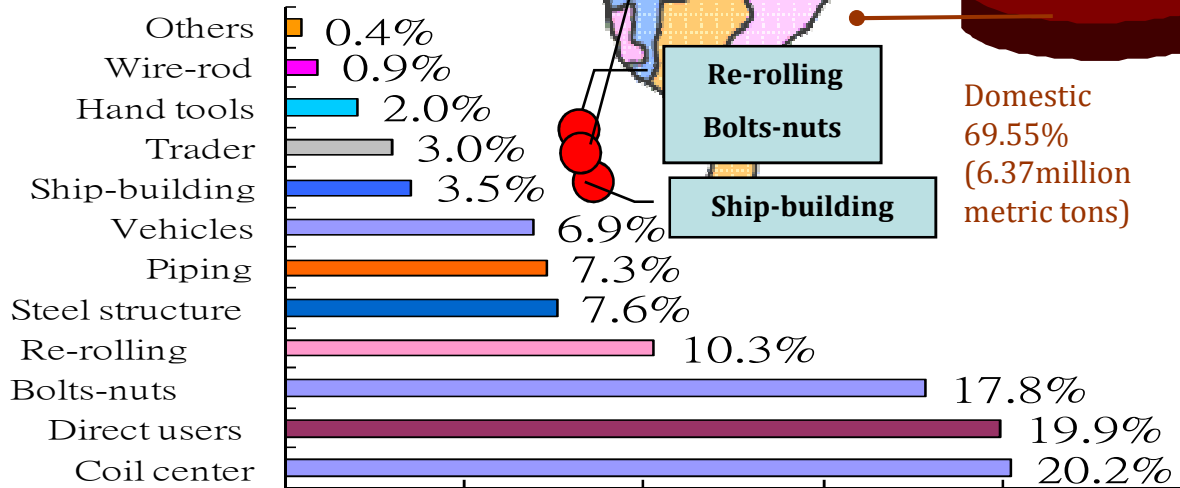 Others 0.4%
Wire-rod 0.9%
Hand tools 2.0%
Trader 3.0%
Ship-building 3.5%
Vehicles 6.9%
Piping 7.3%
Steel structure 7.6%
Re-rolling 10.3%
Bolts-nuts 17.8%
Direct users 19.9%
Coil center 20.2%
Re-rolling
Bolts-nuts
Ship-building
Domestic
69.55%
(6.37million
metric tons)